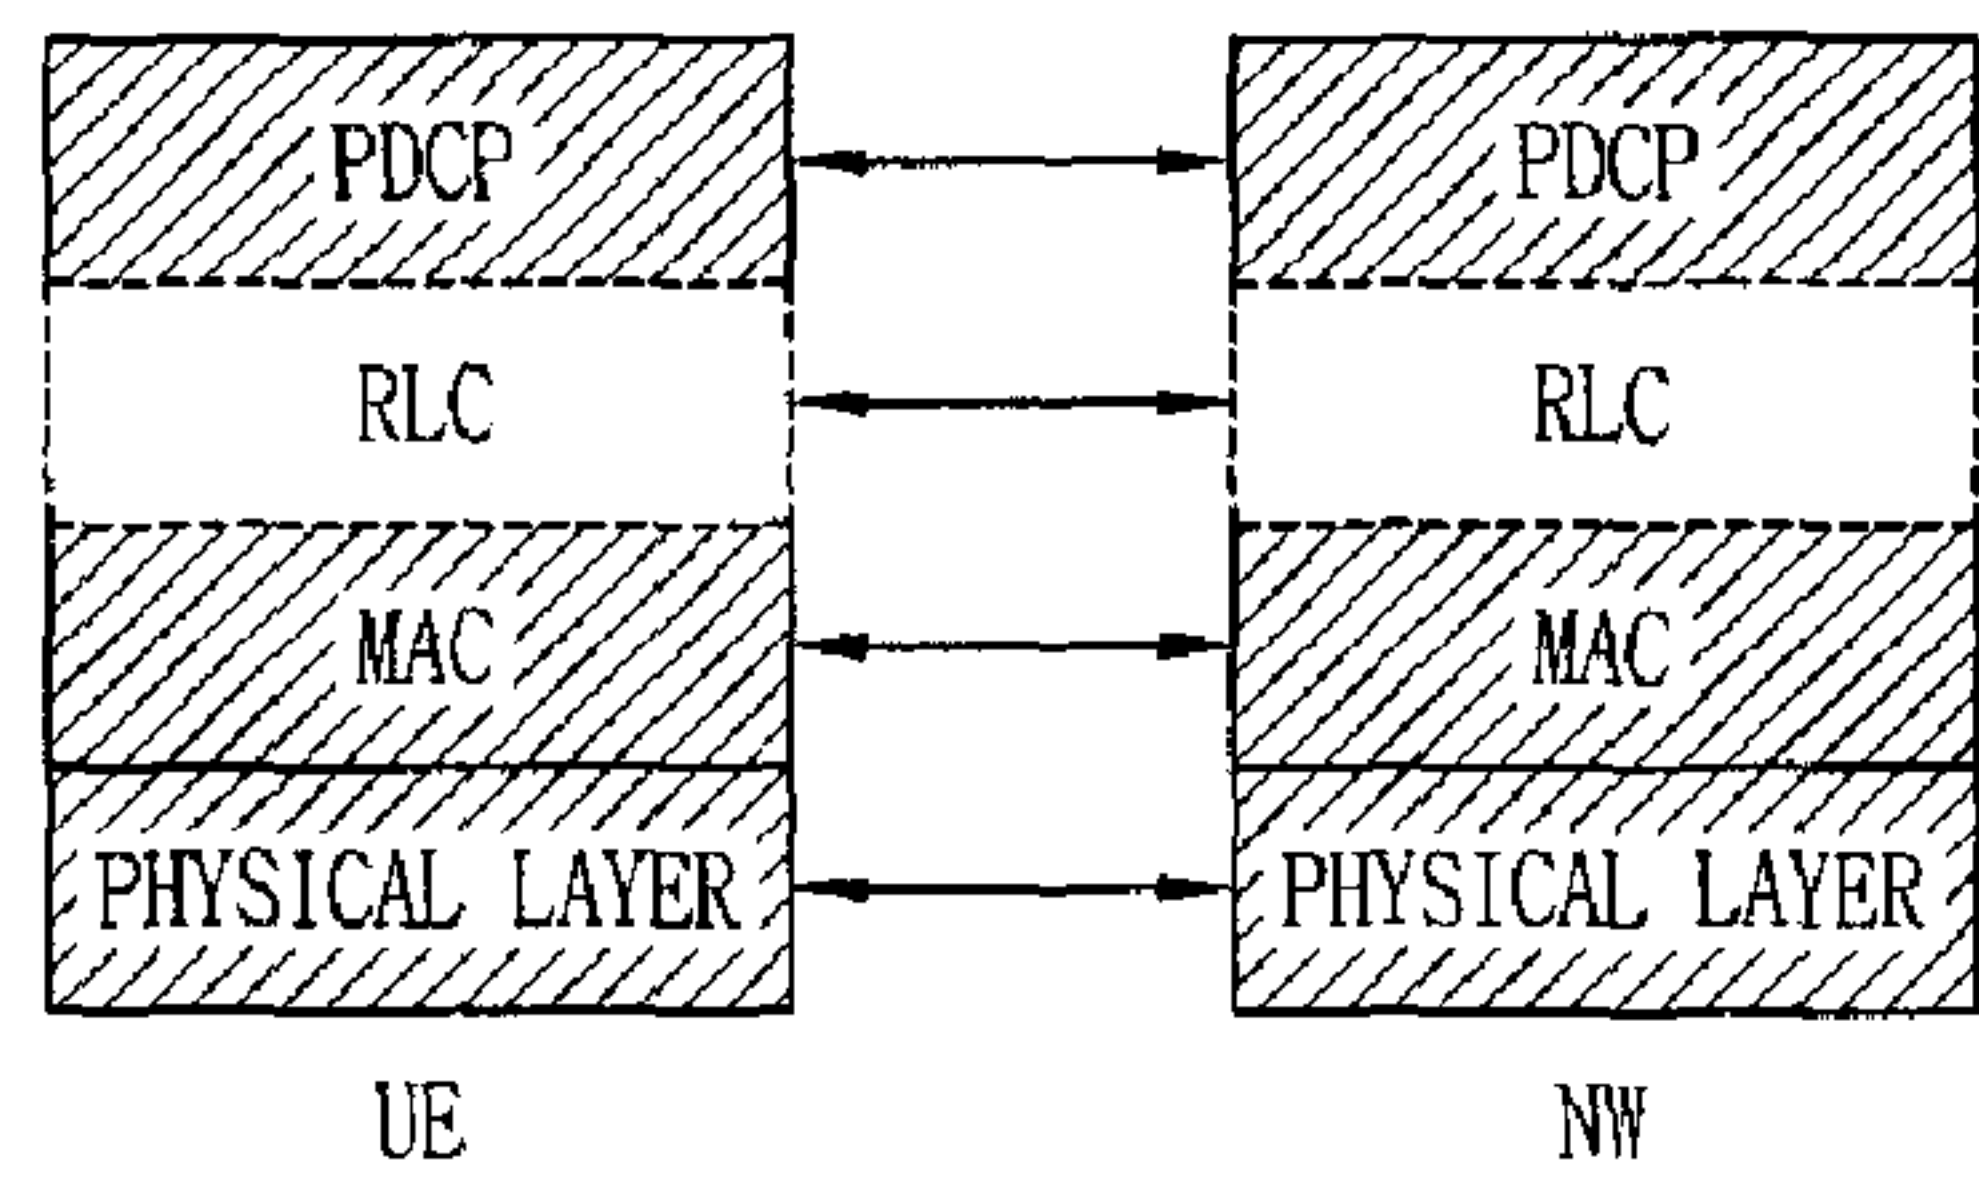 PDCP PDCP
RLC RLC
MAC MAC
PHYSICAL LAYER PHYSICAL LAYER
UE NW